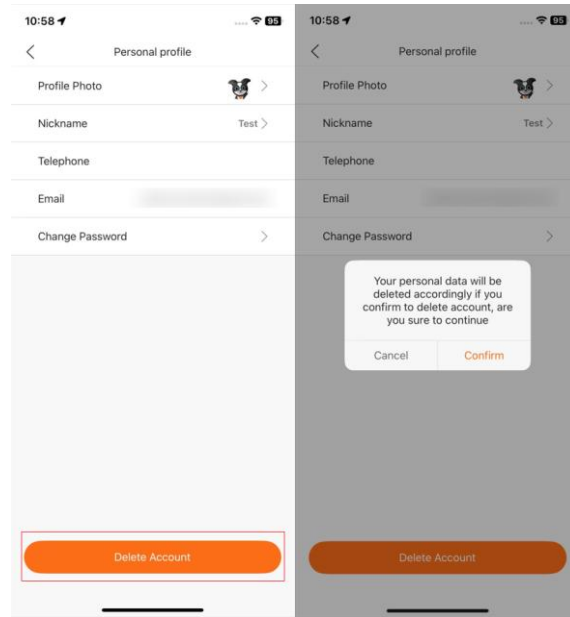 10:58
95
Personal profile
Profile Photo
Nickname
Test
Telephone
Email
Change Password
Delete Account
10:58
95
Personal profile
Profile Photo
Nickname
Test
Telephone
Email
Change Password
Your personal data will be
deleted accordingly if you
confirm to delete account, are
you sure to continue
Cancel
Confirm
Delete Account